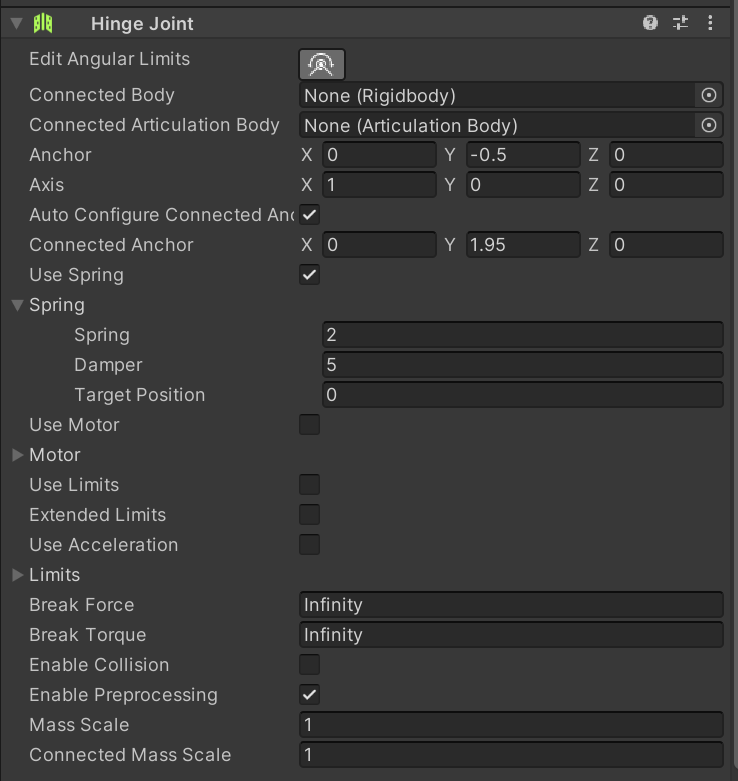 Hinge Joint
Edit Angular Limits
Connected Body None (Rigidbody)
Connected Articulation Body None (Articulation Body)
Anchor X 0 Y -0.5 Z 0
Axis X 1 Y 0 Z 0
Auto Configure Connected Anc
Connected Anchor X 0 Y 1.95 Z 0
Use Spring
Spring
Spring 2
Damper 5
Target Position 0
Use Motor
Motor
Use Limits
Extended Limits
Use Acceleration
Limits
Break Force Infinity
Break Torque Infinity
Enable Collision
Enable Preprocessing
Mass Scale 1
Connected Mass Scale 1